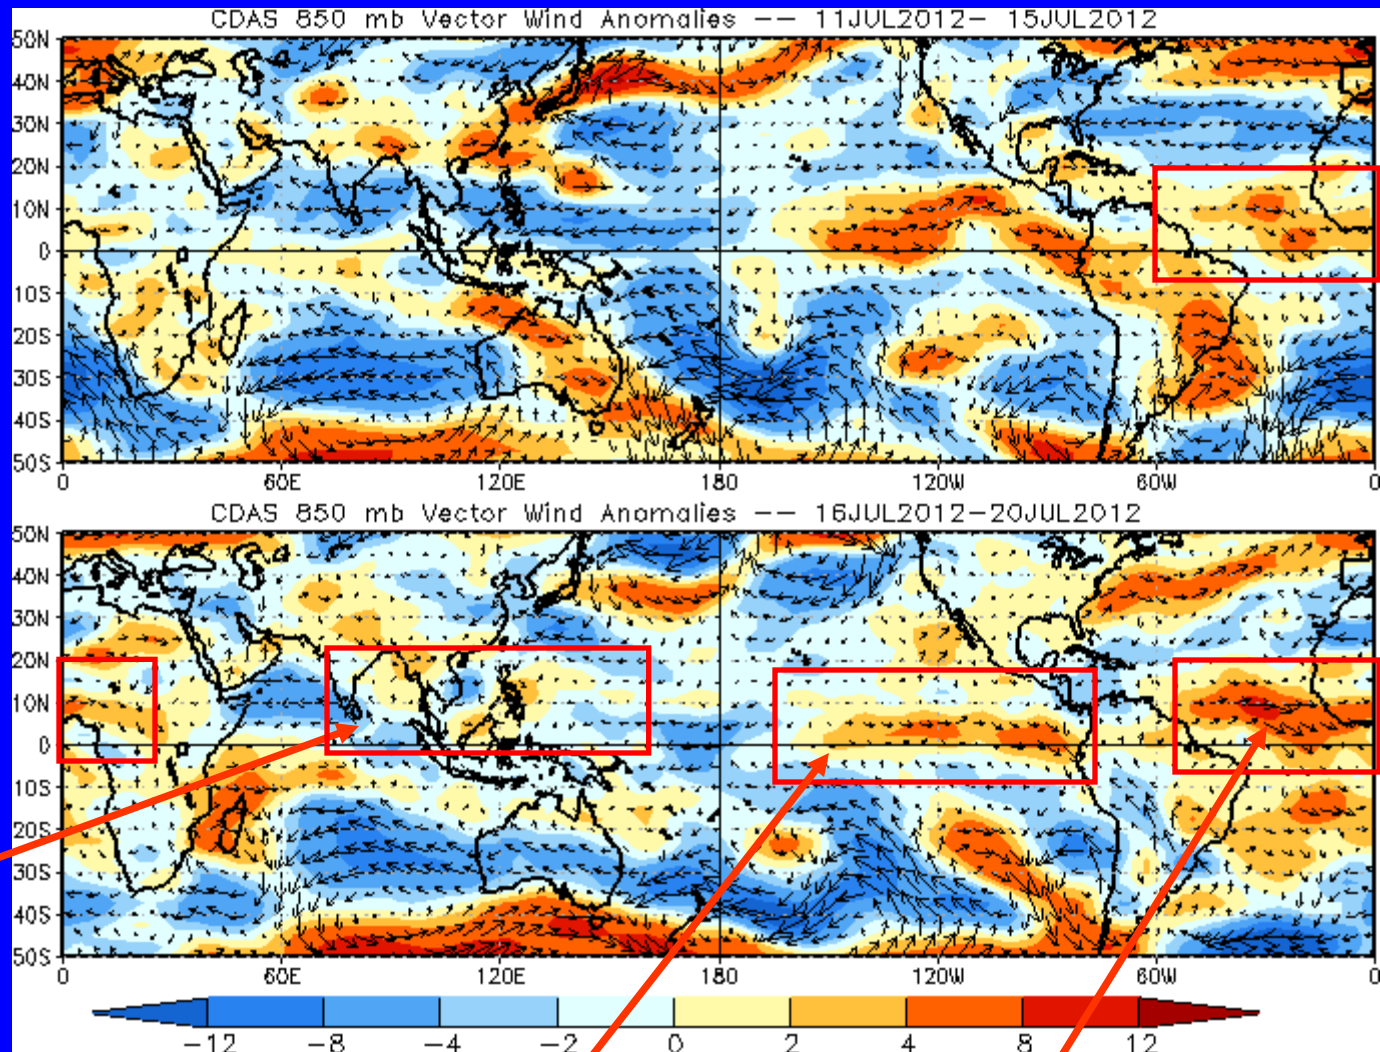 CDAS 850 mb Vector Wind Anomalies -- 11JUL2012- 15JUL2012
50N
40N
30N
20N
10N
0
10S
20S
30S
40S
50S
0 60E 120E 180 120W 60W 0
CDAS 850 mb Vector Wind Anomalies -- 16JUL2012-20JUL2012
50N
40N
30N
20N
10N
0
10S
20S
30S
40S
50S
0 60E 120E 180 120W 60W 0
-12 -8 -4 -2 0 2 4 8 12